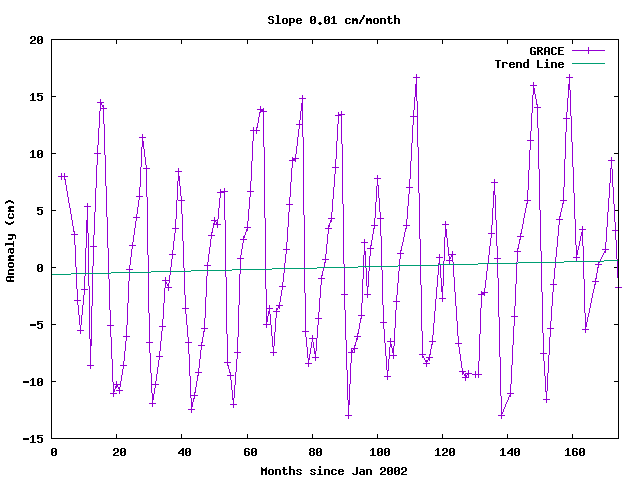 Slope 0.01 cm/month
20
15
10
5
0
-5
-10
-15
Anomaly (cm)
GRACE
Trend Line
0 20 40 60 80 100 120 140 160
Months since Jan 2002